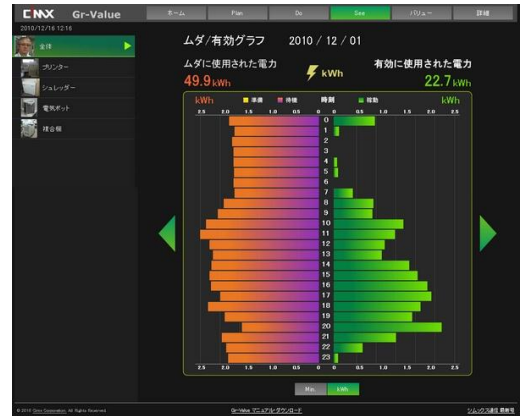 CIMX Gr-Value
ホーム Plan Do See バリュー 詳細
2010/12/16 12:16
全体
プリンター
シュレッダー
電気ポット
複合機
ムダ/有効グラフ 2010 / 12 / 01
ムダに使用された電力 有効に使用された電力
49.9 kWh kWh 22.7 kWh
kWh 準備 待機 時刻 稼動 kWh
2.5 2.0 1.5 1.0 0.5 0 0 0.5 1.0 1.5 2.0 2.5
0
1
2
3
4
5
6
7
8
9
10
11
12
13
14
15
16
17
18
19
20
21
22
23
2.5 2.0 1.5 1.0 0.5 0 0 0.5 1.0 1.5 2.0 2.5
Min. kWh
Gr-Value マニュアルダウンロード